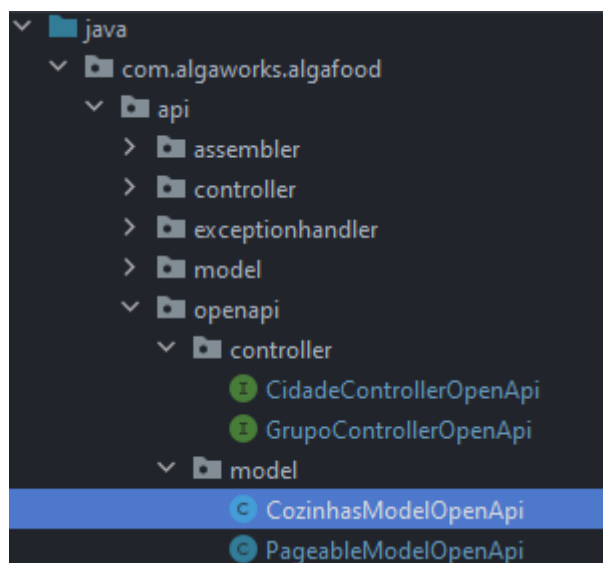 java
com.algaworks.algafood
api
assembler
controller
exceptionhandler
model
openapi
controller
I CidadeControllerOpenApi
I GrupoControllerOpenApi
model
C CozinhasModelOpenApi
C PageableModelOpenApi